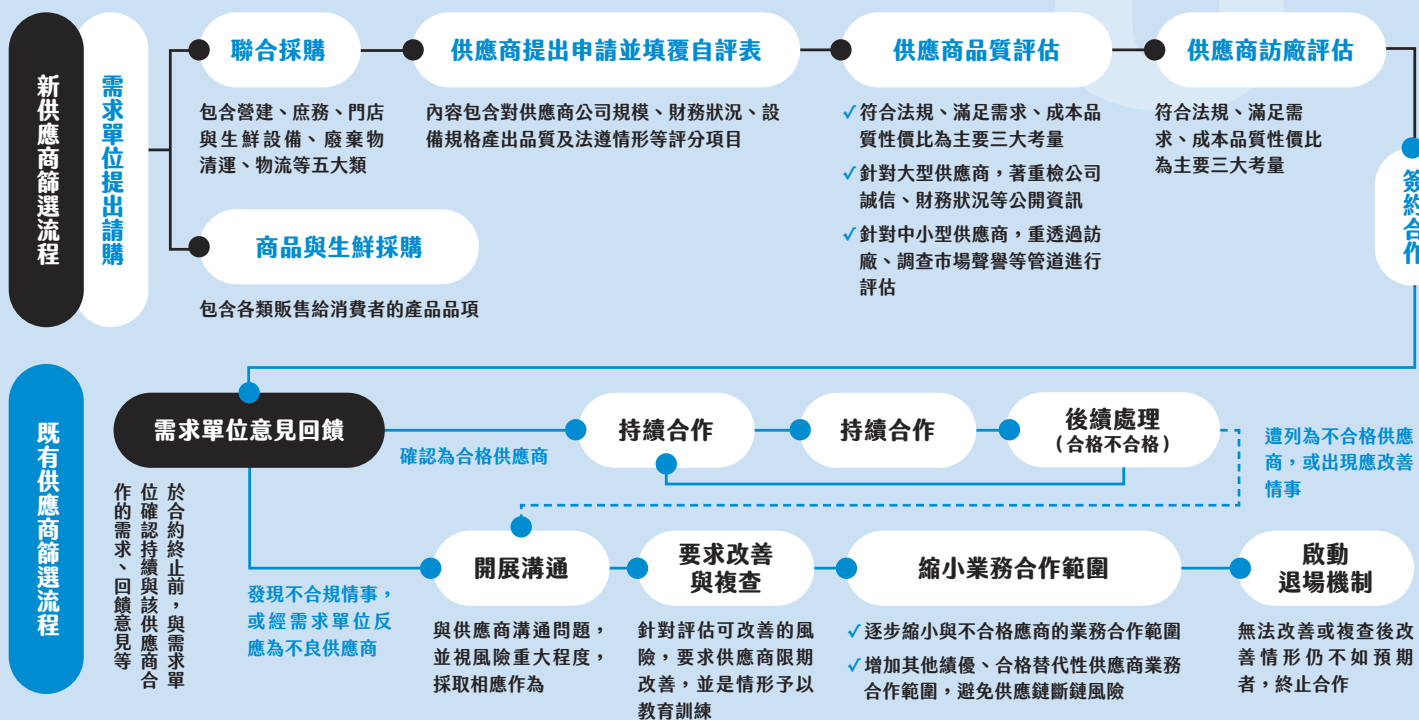 新供應商篩選流程
需求單位提出請購
聯合採購
包含營建、庶務、門店
與生鮮設備、廢棄物
清運、物流等五大類
商品與生鮮採購
包含各類販售給消費者的產品品項
供應商提出申請並填覆自評表
內容包含對供應商公司規模、財務狀況、設
備規格產出品質及法遵情形等評分項目
供應商品質評估
✓符合法規、滿足需求、成本品
質性價比為主要三大考量
✓針對大型供應商，著重檢公司
誠信、財務狀況等公開資訊
✓針對中小型供應商，重透過訪
廠、調查市場聲譽等管道進行
評估
供應商訪廠評估
符合法規、滿足需
求、成本品質性價比
為主要三大考量
簽約合作
既有供應商篩選流程
需求單位意見回饋
於合約終止前，與需求單
位確認持續與該供應商合
作的需求、回饋意見等
確認為合格供應商
持續合作
持續合作
後續處理
（合格不合格）
遭列為不合格供應
商，或出現應改善
情事
發現不合規情事，
或經需求單位反
應為不良供應商
開展溝通
與供應商溝通問題，
並視風險重大程度，
採取相應作為
要求改善
與複查
針對評估可改善的風
險，要求供應商限期
改善，並是情形予以
教育訓練
縮小業務合作範圍
✓逐步縮小與不合格應商的業務合作範圍
✓增加其他績優、合格替代性供應商業務
合作範圍，避免供應鏈斷鏈風險
啟動
退場機制
無法改善或複查後改
善情形仍不如預期
者，終止合作